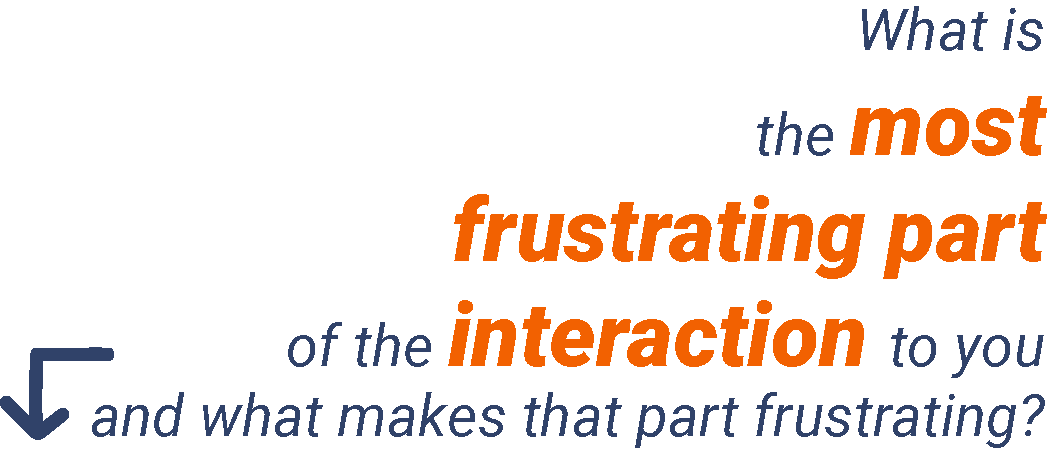 What is
the most
frustrating part
of the interaction to you
and what makes that part frustrating?